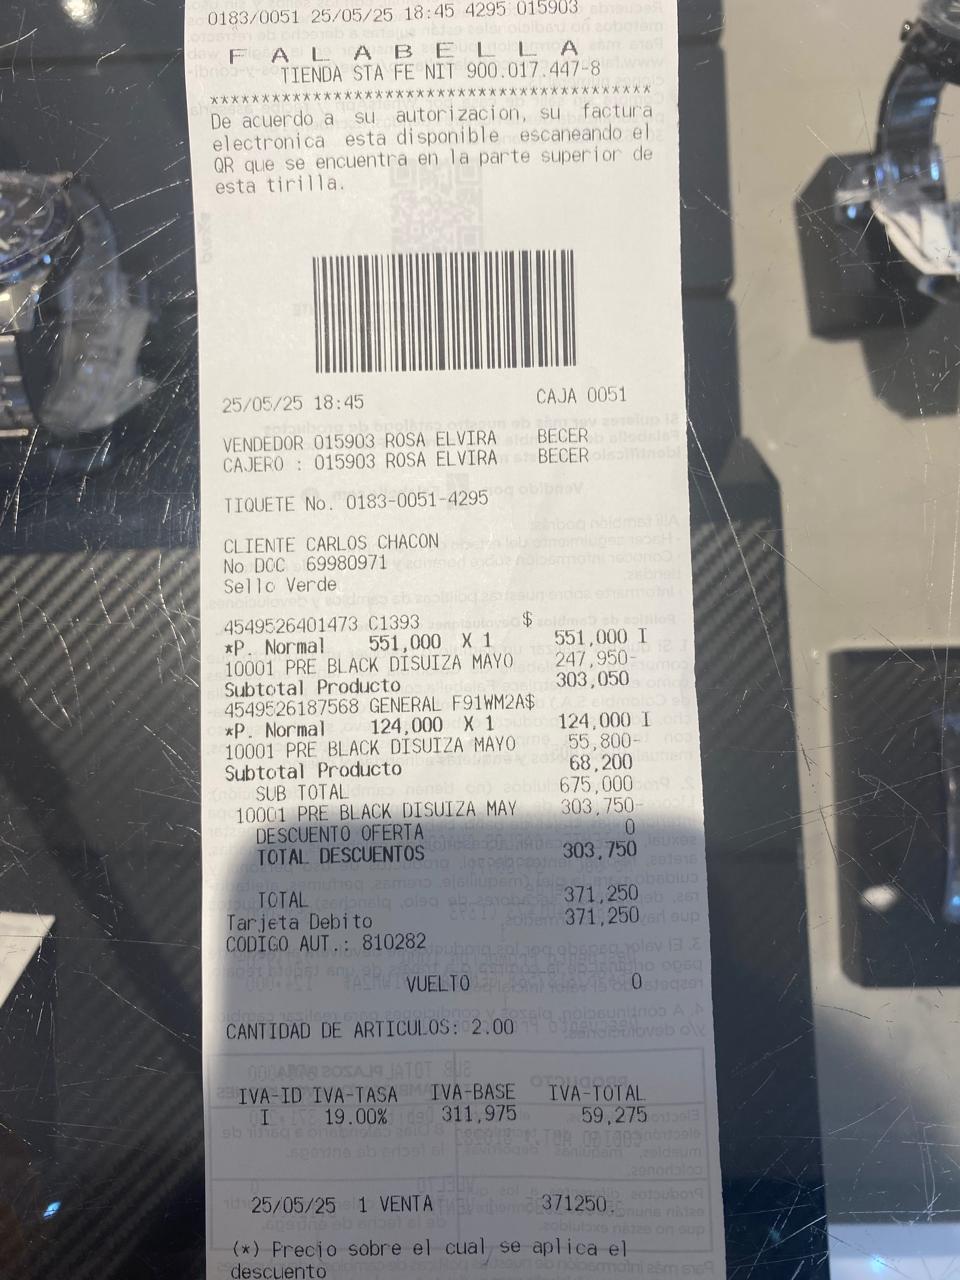 0183/0051 25/05/25 18:45 4295 015903
F A L A B E L L A
TIENDA STA FE NIT 900.017.447-8
******************************************
De acuerdo a su autorizacion, su factura
electronica esta disponible escaneando el
QR que se encuentra en la parte superior de
esta tirilla.
25/05/25 18:45 CAJA 0051
VENDEDOR 015903 ROSA ELVIRA BECER
CAJERO : 015903 ROSA ELVIRA BECER
TIQUETE No. 0183-0051-4295
CLIENTE CARLOS CHACON
No DOC 69980971
Sello Verde
4549526401473 C1393 $
*P. Normal 551,000 X 1 551,000 I
10001 PRE BLACK DISUIZA MAYO 247,950-
Subtotal Producto 303,050
4549526187568 GENERAL F91WM2A$
*P. Normal 124,000 X 1 124,000 I
10001 PRE BLACK DISUIZA MAYO 55,800-
Subtotal Producto 68,200
SUB TOTAL 675,000
10001 PRE BLACK DISUIZA MAY 303,750-
DESCUENTO OFERTA 0
TOTAL DESCUENTOS 303,750
TOTAL 371,250
Tarjeta Debito 371,250
CODIGO AUT.: 810282
VUELTO 0
CANTIDAD DE ARTICULOS: 2.00
IVA-ID IVA-TASA IVA-BASE IVA-TOTAL
I 19.00% 311,975 59,275
25/05/25 1 VENTA 371250.
(*) Precio sobre el cual se aplica el
descuento